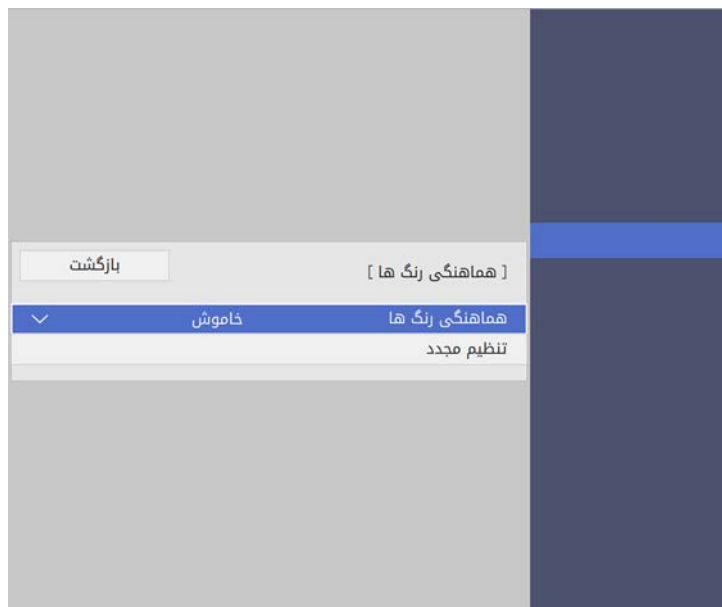 [ هماهنگی رنگ ها ] بازگشت
هماهنگی رنگ ها خاموش
تنظیم مجدد